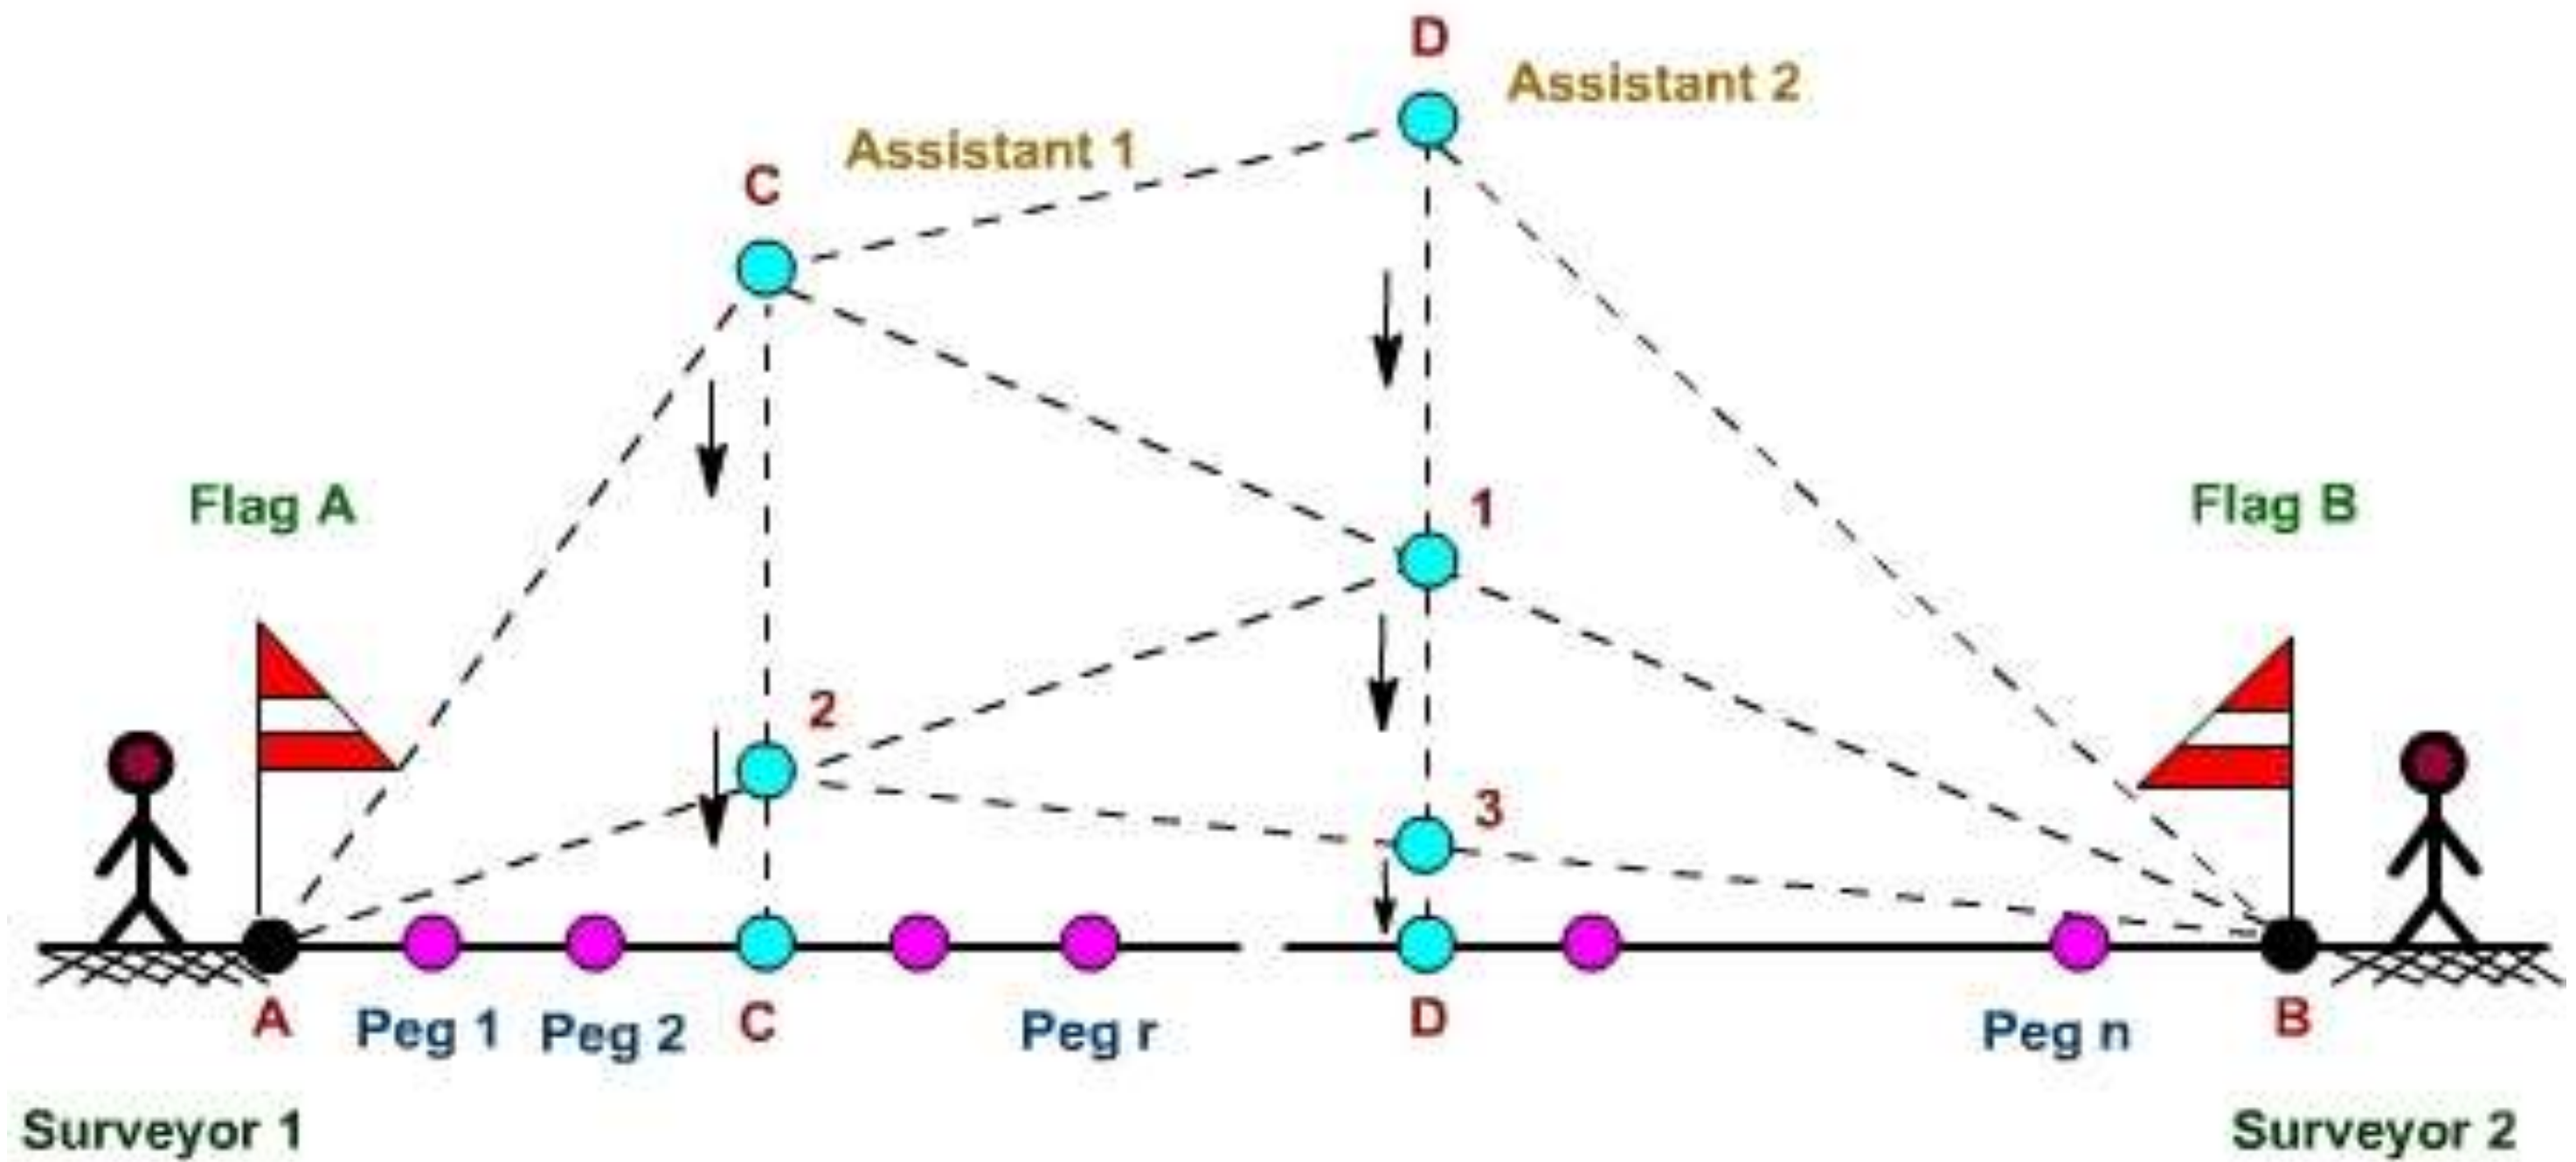 D
Assistant 2
Assistant 1
C
Flag A
1
Flag B
2
3
A
Peg 1
Peg 2
C
Peg r
D
Peg n
B
Surveyor 1
Surveyor 2